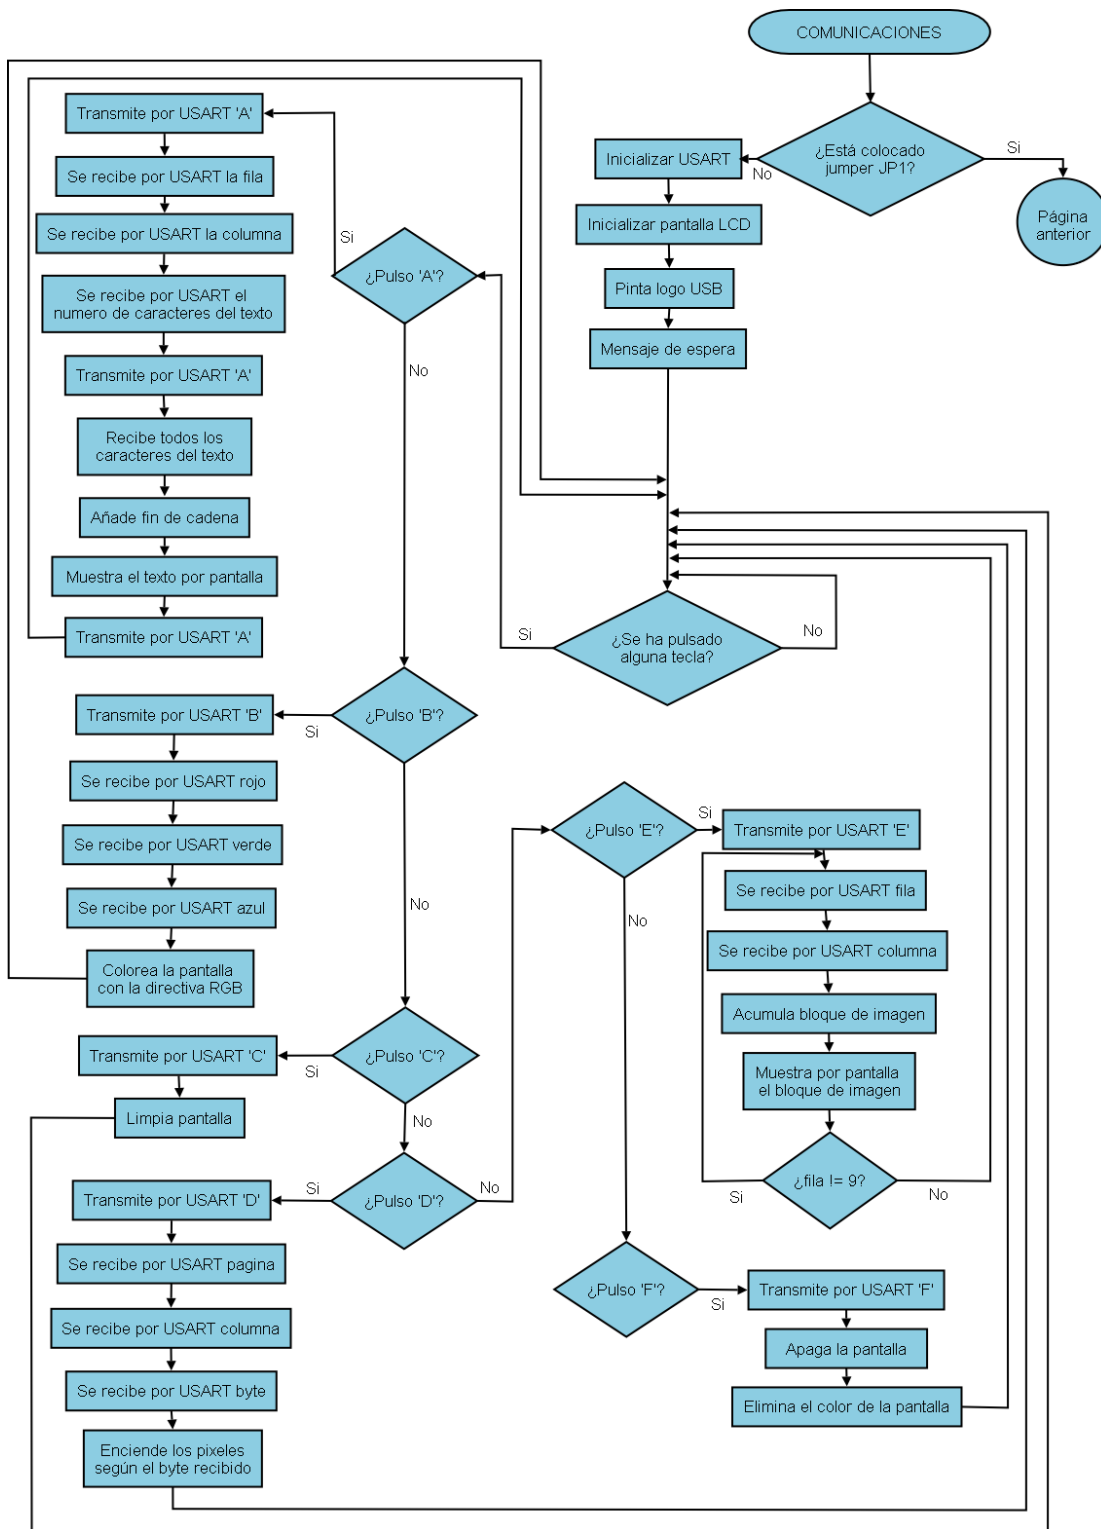 COMUNICACIONES
¿Está colocado
jumper JP1?
Si
No
Página
anterior
Inicializar USART
Inicializar pantalla LCD
Pinta logo USB
Mensaje de espera
¿Se ha pulsado
alguna tecla?
Si
No
¿Pulso 'A'?
Si
No
Transmite por USART 'A'
Se recibe por USART la fila
Se recibe por USART la columna
Se recibe por USART el
numero de caracteres del texto
Transmite por USART 'A'
Recibe todos los
caracteres del texto
Añade fin de cadena
Muestra el texto por pantalla
Transmite por USART 'A'
¿Pulso 'B'?
Si
No
Transmite por USART 'B'
Se recibe por USART rojo
Se recibe por USART verde
Se recibe por USART azul
Colorea la pantalla
con la directiva RGB
¿Pulso 'C'?
Si
No
Transmite por USART 'C'
Limpia pantalla
¿Pulso 'D'?
Si
No
Transmite por USART 'D'
Se recibe por USART pagina
Se recibe por USART columna
Se recibe por USART byte
Enciende los pixeles
según el byte recibido
¿Pulso 'E'?
Si
No
Transmite por USART 'E'
Se recibe por USART fila
Se recibe por USART columna
Acumula bloque de imagen
Muestra por pantalla
el bloque de imagen
¿fila != 9?
Si
No
¿Pulso 'F'?
Si
Transmite por USART 'F'
Apaga la pantalla
Elimina el color de la pantalla